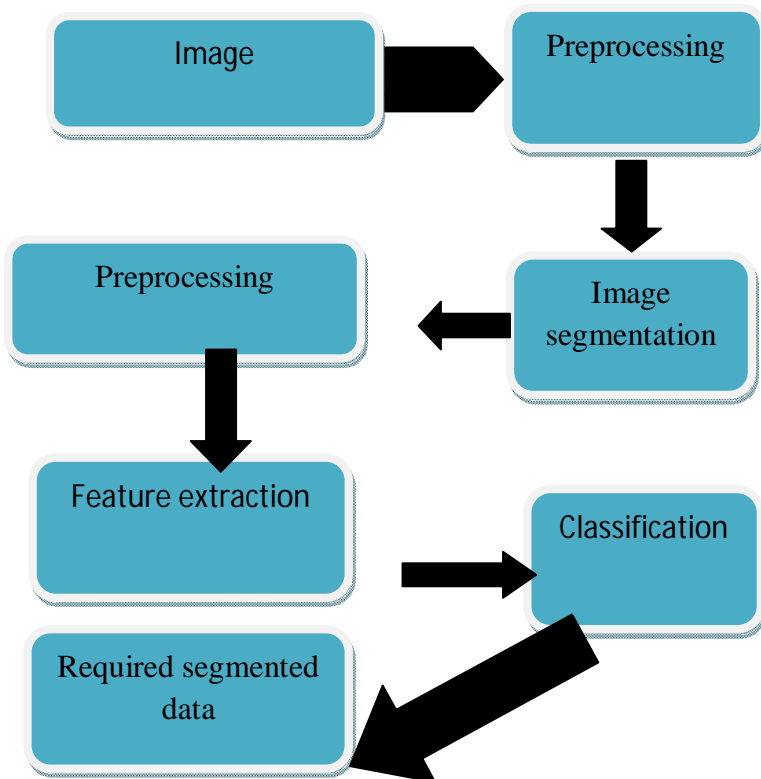 Image
Preprocessing
Preprocessing
Image
segmentation
Feature extraction
Classification
Required segmented
data